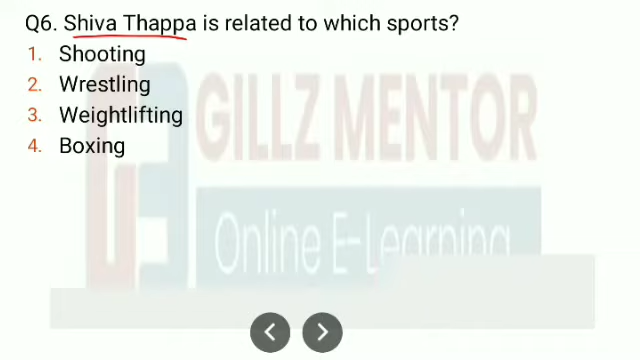 Q6. Shiva Thappa is related to which sports?
1. Shooting
2. Wrestling
3. Weightlifting
4. Boxing
GILLZ MENTOR
Online E-Learning